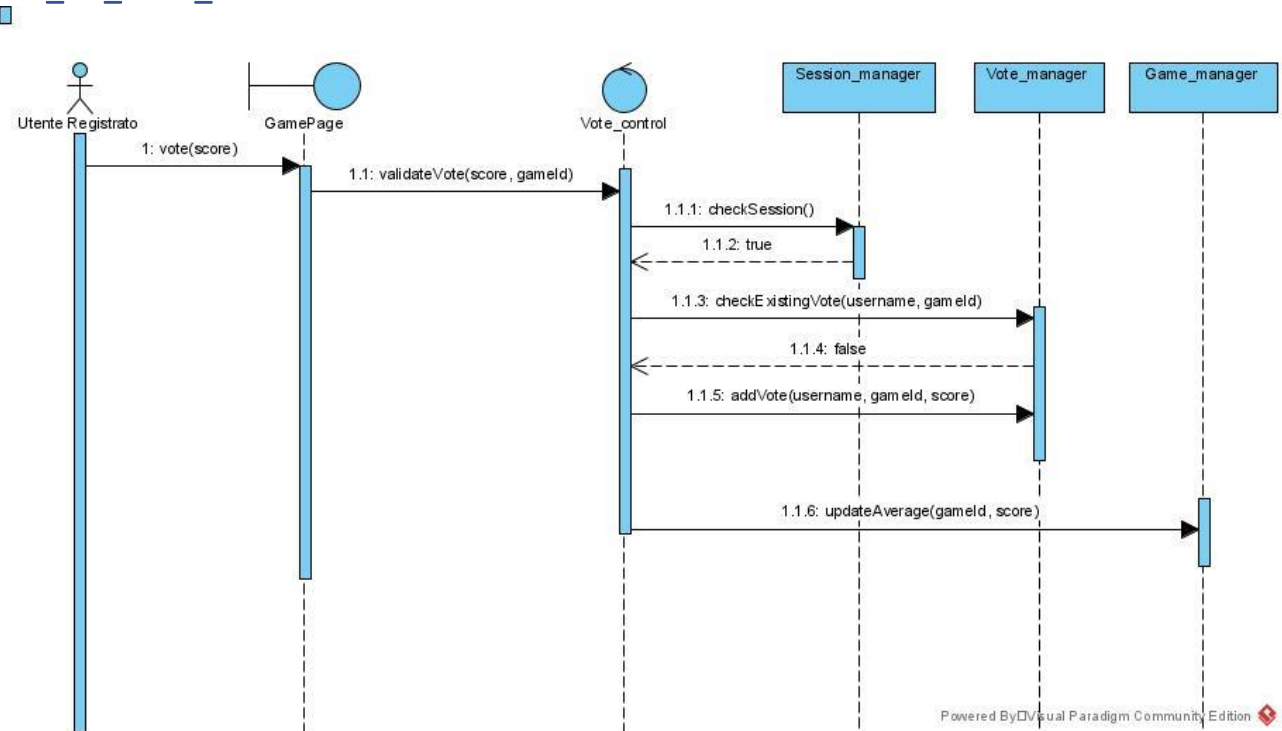 Session_manager
Vote_manager
Game_manager
Utente Registrato
GamePage
Vote_control
1: vote(score)
1.1: validateVote(score, gameId)
1.1.1: checkSession()
1.1.2: true
1.1.3: checkExistingVote(username, gameId)
1.1.4: false
1.1.5: addVote(username, gameId, score)
1.1.6: updateAverage(gameId, score)
Powered By□Visual Paradigm Community Edition